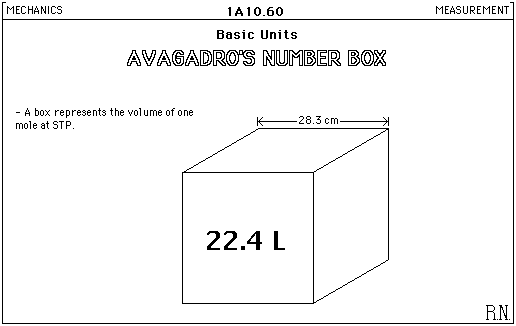 MECHANICS
1A10.60
MEASUREMENT
Basic Units
AVAGADRO'S NUMBER BOX
- A box represents the volume of one
mole at STP.
28.3 cm
22.4 L
R.N.